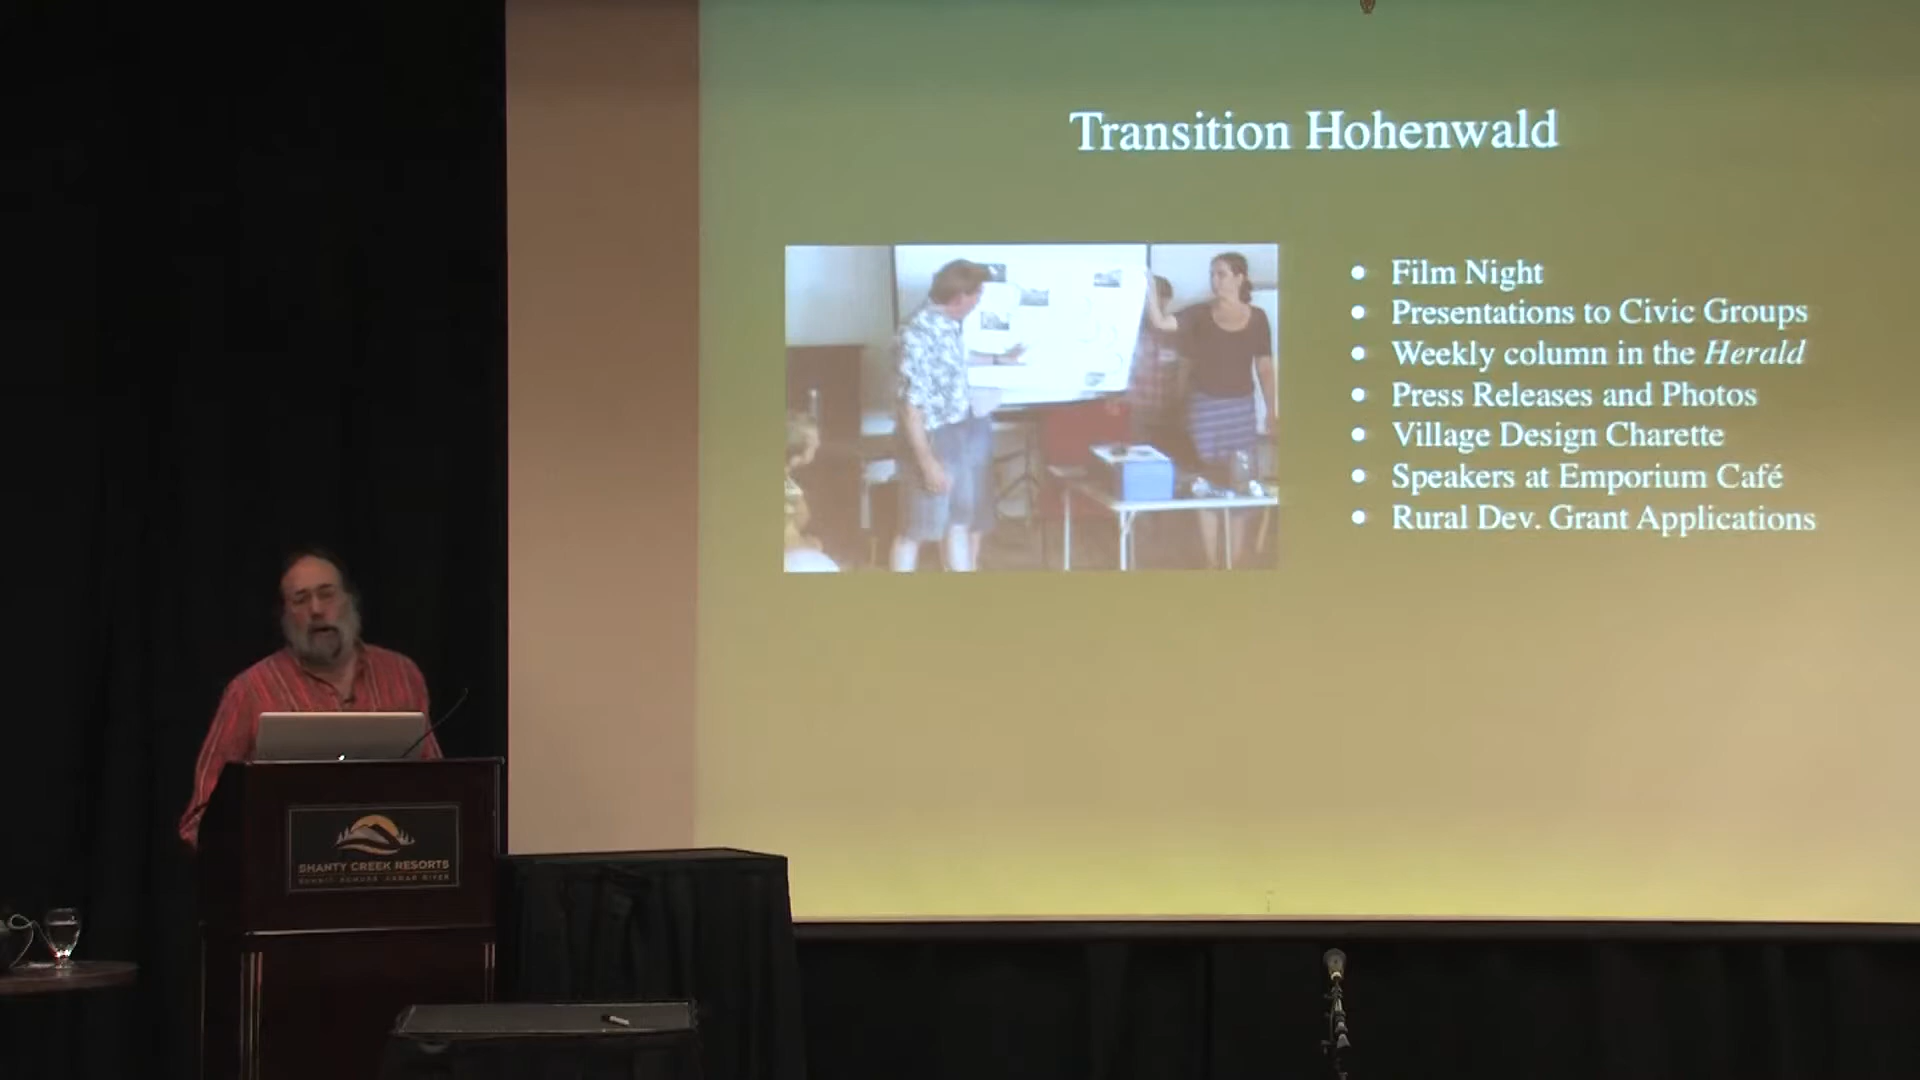 Transition Hohenwald
Film Night
Presentations to Civic Groups
Weekly column in the Herald
Press Releases and Photos
Village Design Charette
Speakers at Emporium Café
Rural Dev. Grant Applications
SHANTY CREEK RESORTS